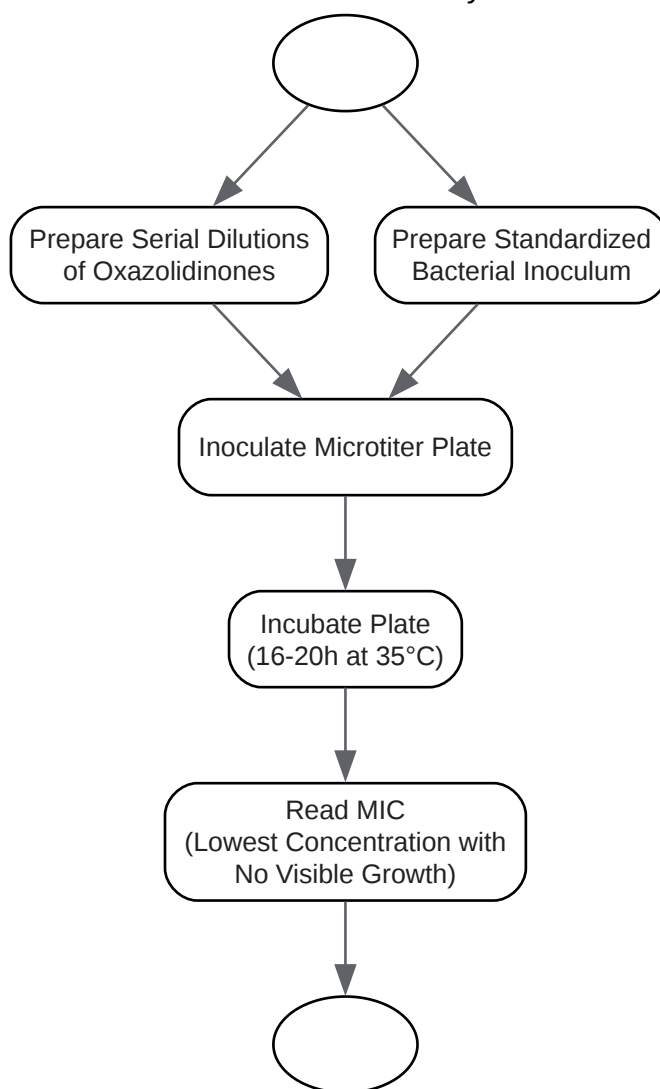 Prepare Serial Dilutions
of Oxazolidinones
Prepare Standardized
Bacterial Inoculum
Inoculate Microtiter Plate
Incubate Plate
(16-20h at 35°C)
Read MIC
(Lowest Concentration with
No Visible Growth)